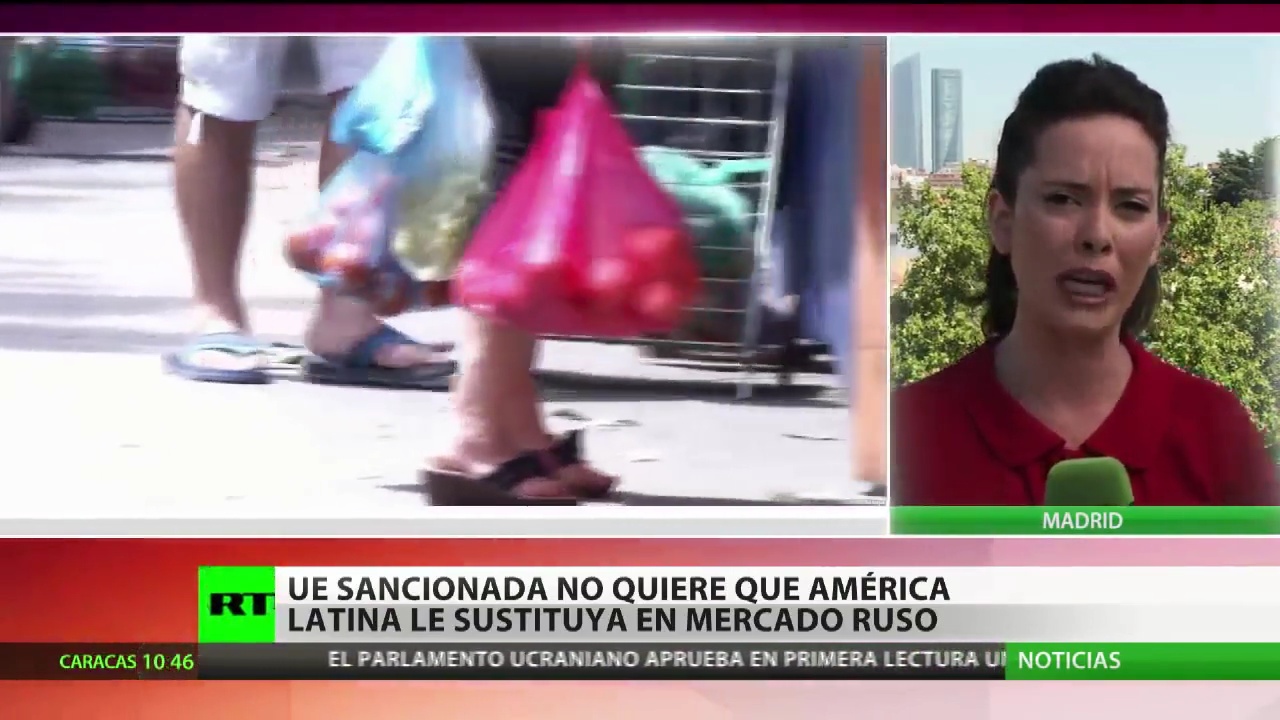 MADRID
RT
UE SANCIONADA NO QUIERE QUE AMÉRICA
LATINA LE SUSTITUYA EN MERCADO RUSO
CARACAS 10:46
EL PARLAMENTO UCRANIANO APRUEBA EN PRIMERA LECTURA
NOTICIAS